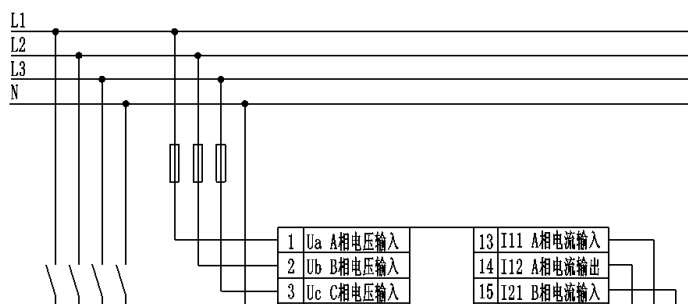 L1
L2
L3
N
1 Ua A相电压输入
2 Ub B相电压输入
3 Uc C相电压输入
13 I11 A相电流输入
14 I12 A相电流输出
15 I21 B相电流输入